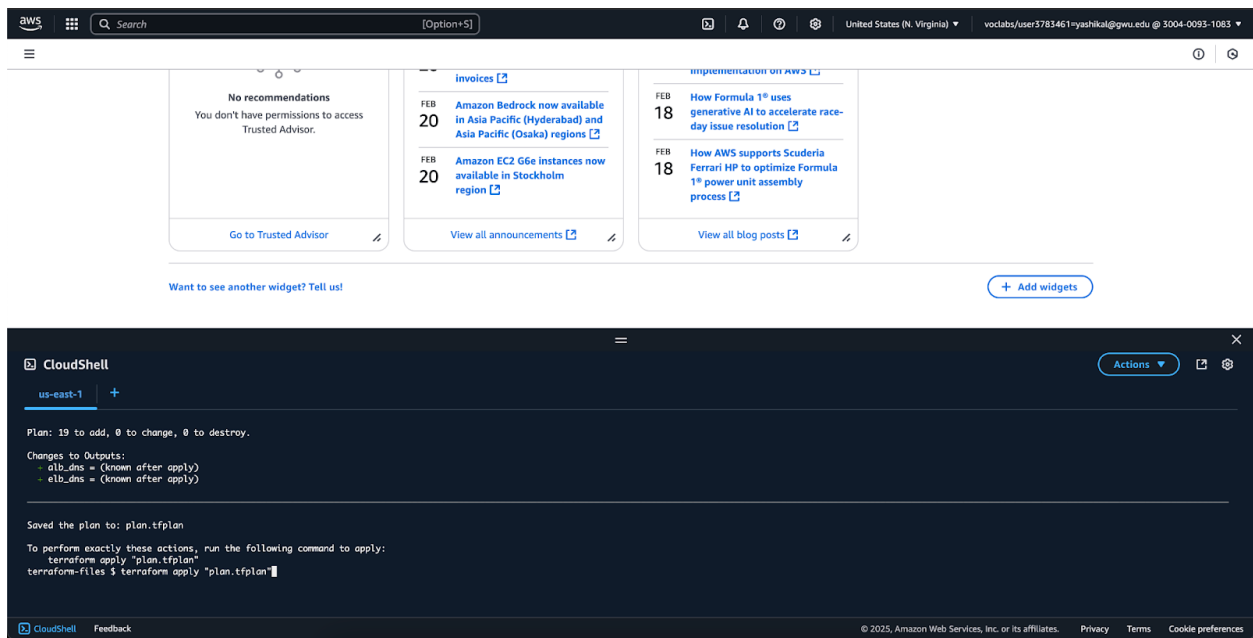 aws
Search [Option+S]
United States (N. Virginia) ▼
voclabs/user3783461=yashikal@gwu.edu @ 3004-0093-1083 ▼
No recommendations
You don't have permissions to access
Trusted Advisor.
Go to Trusted Advisor
invoices
FEB
20
Amazon Bedrock now available
in Asia Pacific (Hyderabad) and
Asia Pacific (Osaka) regions
FEB
20
Amazon EC2 G6e instances now
available in Stockholm
region
View all announcements
implementation on AWS
FEB
18
How Formula 1® uses
generative AI to accelerate race-
day issue resolution
FEB
18
How AWS supports Scuderia
Ferrari HP to optimize Formula
1® power unit assembly
process
View all blog posts
Want to see another widget? Tell us!
+ Add widgets
CloudShell
Actions ▼
us-east-1 +
Plan: 19 to add, 0 to change, 0 to destroy.
Changes to Outputs:
+ alb_dns = (known after apply)
+ elb_dns = (known after apply)
Saved the plan to: plan.tfplan
To perform exactly these actions, run the following command to apply:
terraform apply "plan.tfplan"
terraform-files $ terraform apply "plan.tfplan"
CloudShell Feedback
© 2025, Amazon Web Services, Inc. or its affiliates. Privacy Terms Cookie preferences